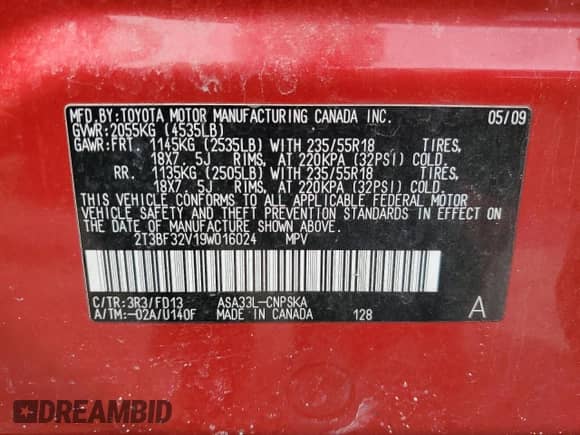 MFD.BY:TOYOTA MOTOR MANUFACTURING CANADA INC. 05/09
GVWR:2055KG (4535LB)
GAWR:FRT. 1145KG (2535LB) WITH 235/55R18 TIRES,
18X7.5J RIMS, AT 220KPA (32PSI) COLD.
RR. 1135KG (2505LB) WITH 235/55R18 TIRES,
18X7.5J RIMS, AT 220KPA (32PSI) COLD.
THIS VEHICLE CONFORMS TO ALL APPLICABLE FEDERAL MOTOR
VEHICLE SAFETY AND THEFT PREVENTION STANDARDS IN EFFECT ON
THE DATE OF MANUFACTURE SHOWN ABOVE.
2T3BF32V19W016024 MPV
C/TR:3R3/FD13 ASA33L-CNPSKA
A/TM:-02A/U140F MADE IN CANADA 128 A
DREAMBID